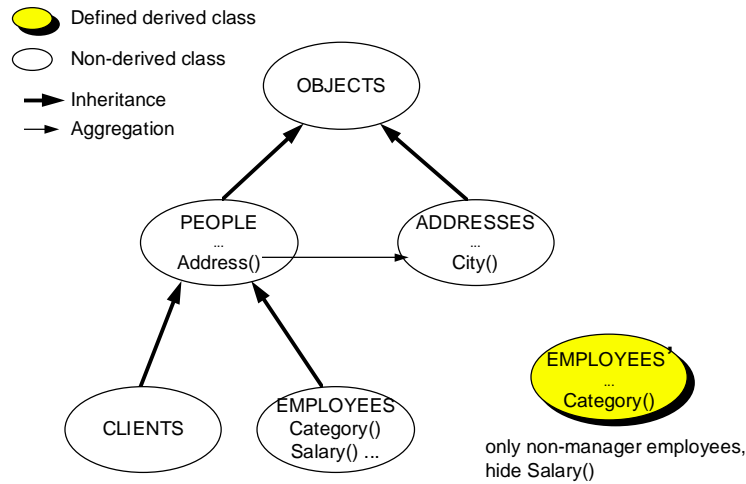 Defined derived class
Non-derived class
Inheritance
Aggregation
OBJECTS
PEOPLE
...
Address()
ADDRESSES
...
City()
CLIENTS
EMPLOYEES
Category()
Salary() ...
EMPLOYEES’
...
Category()
only non-manager employees,
hide Salary()